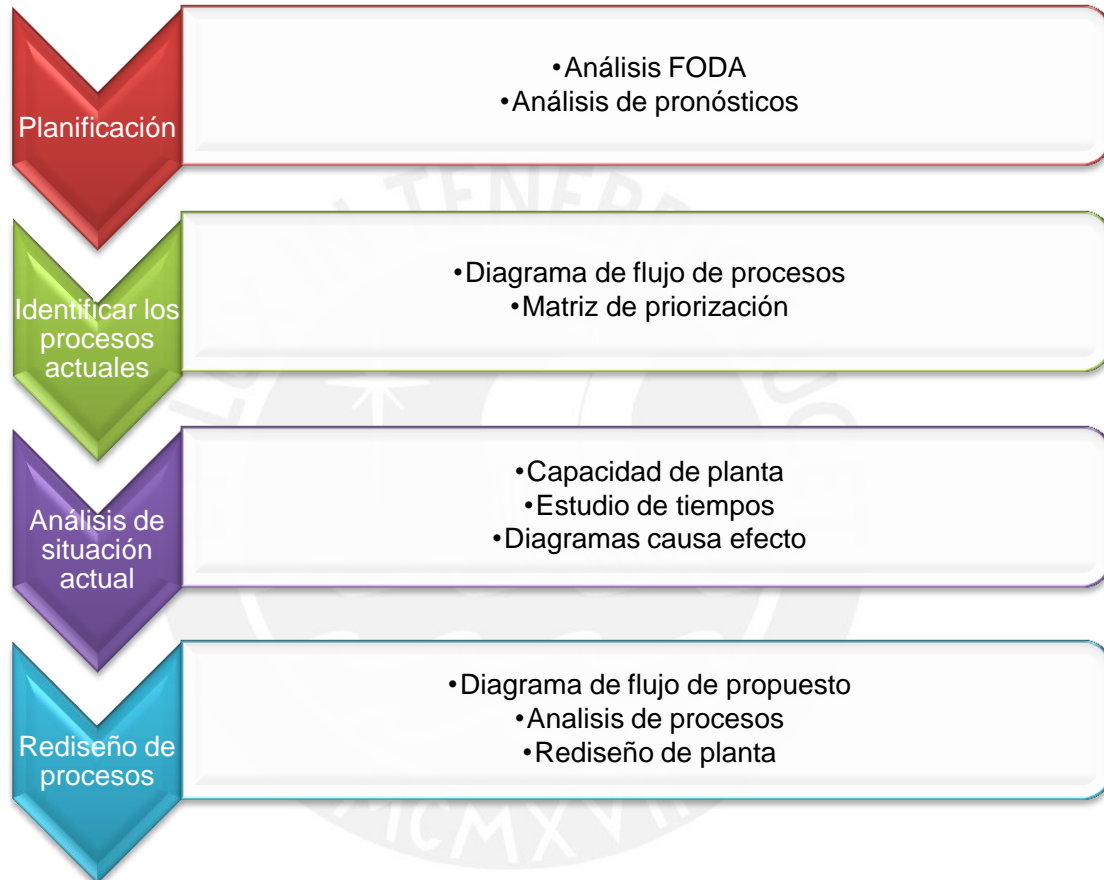 Planificación
•Análisis FODA
•Análisis de pronósticos
Identificar los
procesos
actuales
•Diagrama de flujo de procesos
•Matriz de priorización
Análisis de
situación
actual
•Capacidad de planta
•Estudio de tiempos
•Diagramas causa efecto
Rediseño de
procesos
•Diagrama de flujo de propuesto
•Analisis de procesos
•Rediseño de planta